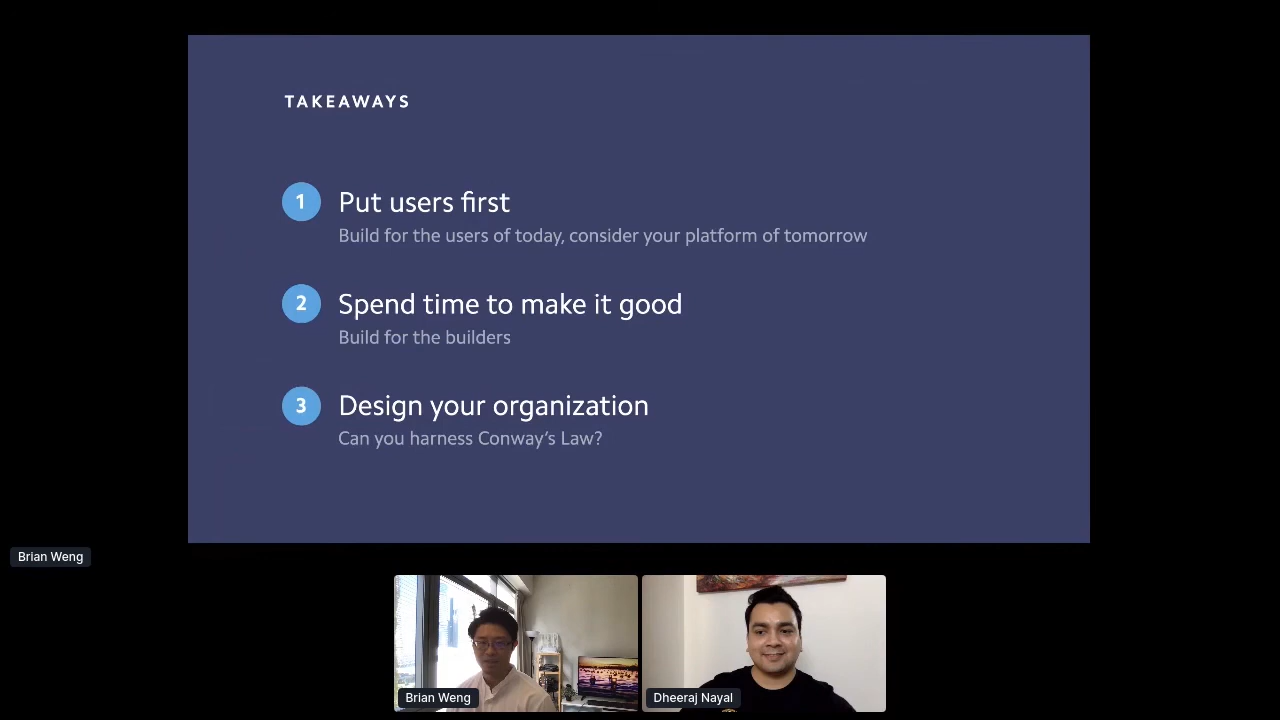 TAKEAWAYS
1
Put users first
Build for the users of today, consider your platform of tomorrow
2
Spend time to make it good
Build for the builders
3
Design your organization
Can you harness Conway's Law?
Brian Weng
Brian Weng
Dheeraj Nayal